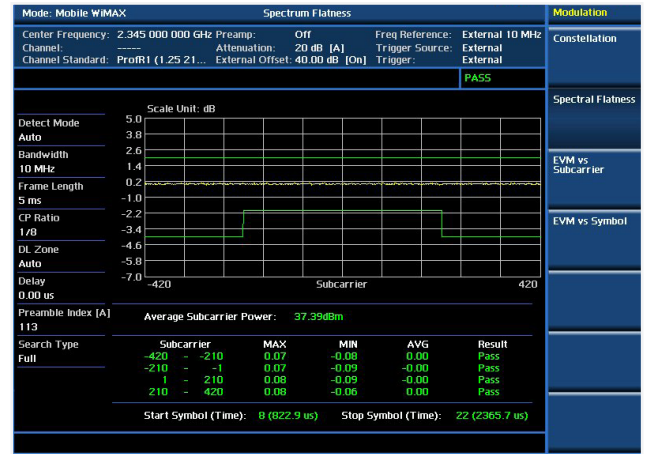 Mode: Mobile WiMAX Spectrum Flatness Modulation
Center Frequency: 2.345 000 000 GHz Preamp: Off Freq Reference: External 10 MHz
Channel: ----- Attenuation: 20 dB [A] Trigger Source: External
Channel Standard: ProfR1 (1.25 21... External Offset: 40.00 dB [On] Trigger: External
Constellation
PASS
Spectral Flatness
Scale Unit: dB
Detect Mode
Auto
Bandwidth
10 MHz
Frame Length
5 ms
CP Ratio
1/8
DL Zone
Auto
Delay
0.00 us
Preamble Index [A]
113
Search Type
Full
5.0
3.8
2.6
1.4
0.2
-1.0
-2.2
-3.4
-4.6
-5.8
-7.0
-420 Subcarrier 420
EVM vs
Subcarrier
EVM vs Symbol
Average Subcarrier Power: 37.39dBm
Subcarrier MAX MIN AVG Result
-420 - -210 0.07 -0.08 0.00 Pass
-210 - -1 0.07 -0.09 -0.00 Pass
1 - 210 0.08 -0.09 -0.00 Pass
210 - 420 0.08 -0.06 0.00 Pass
Start Symbol (Time): 8 (822.9 us) Stop Symbol (Time): 22 (2365.7 us)